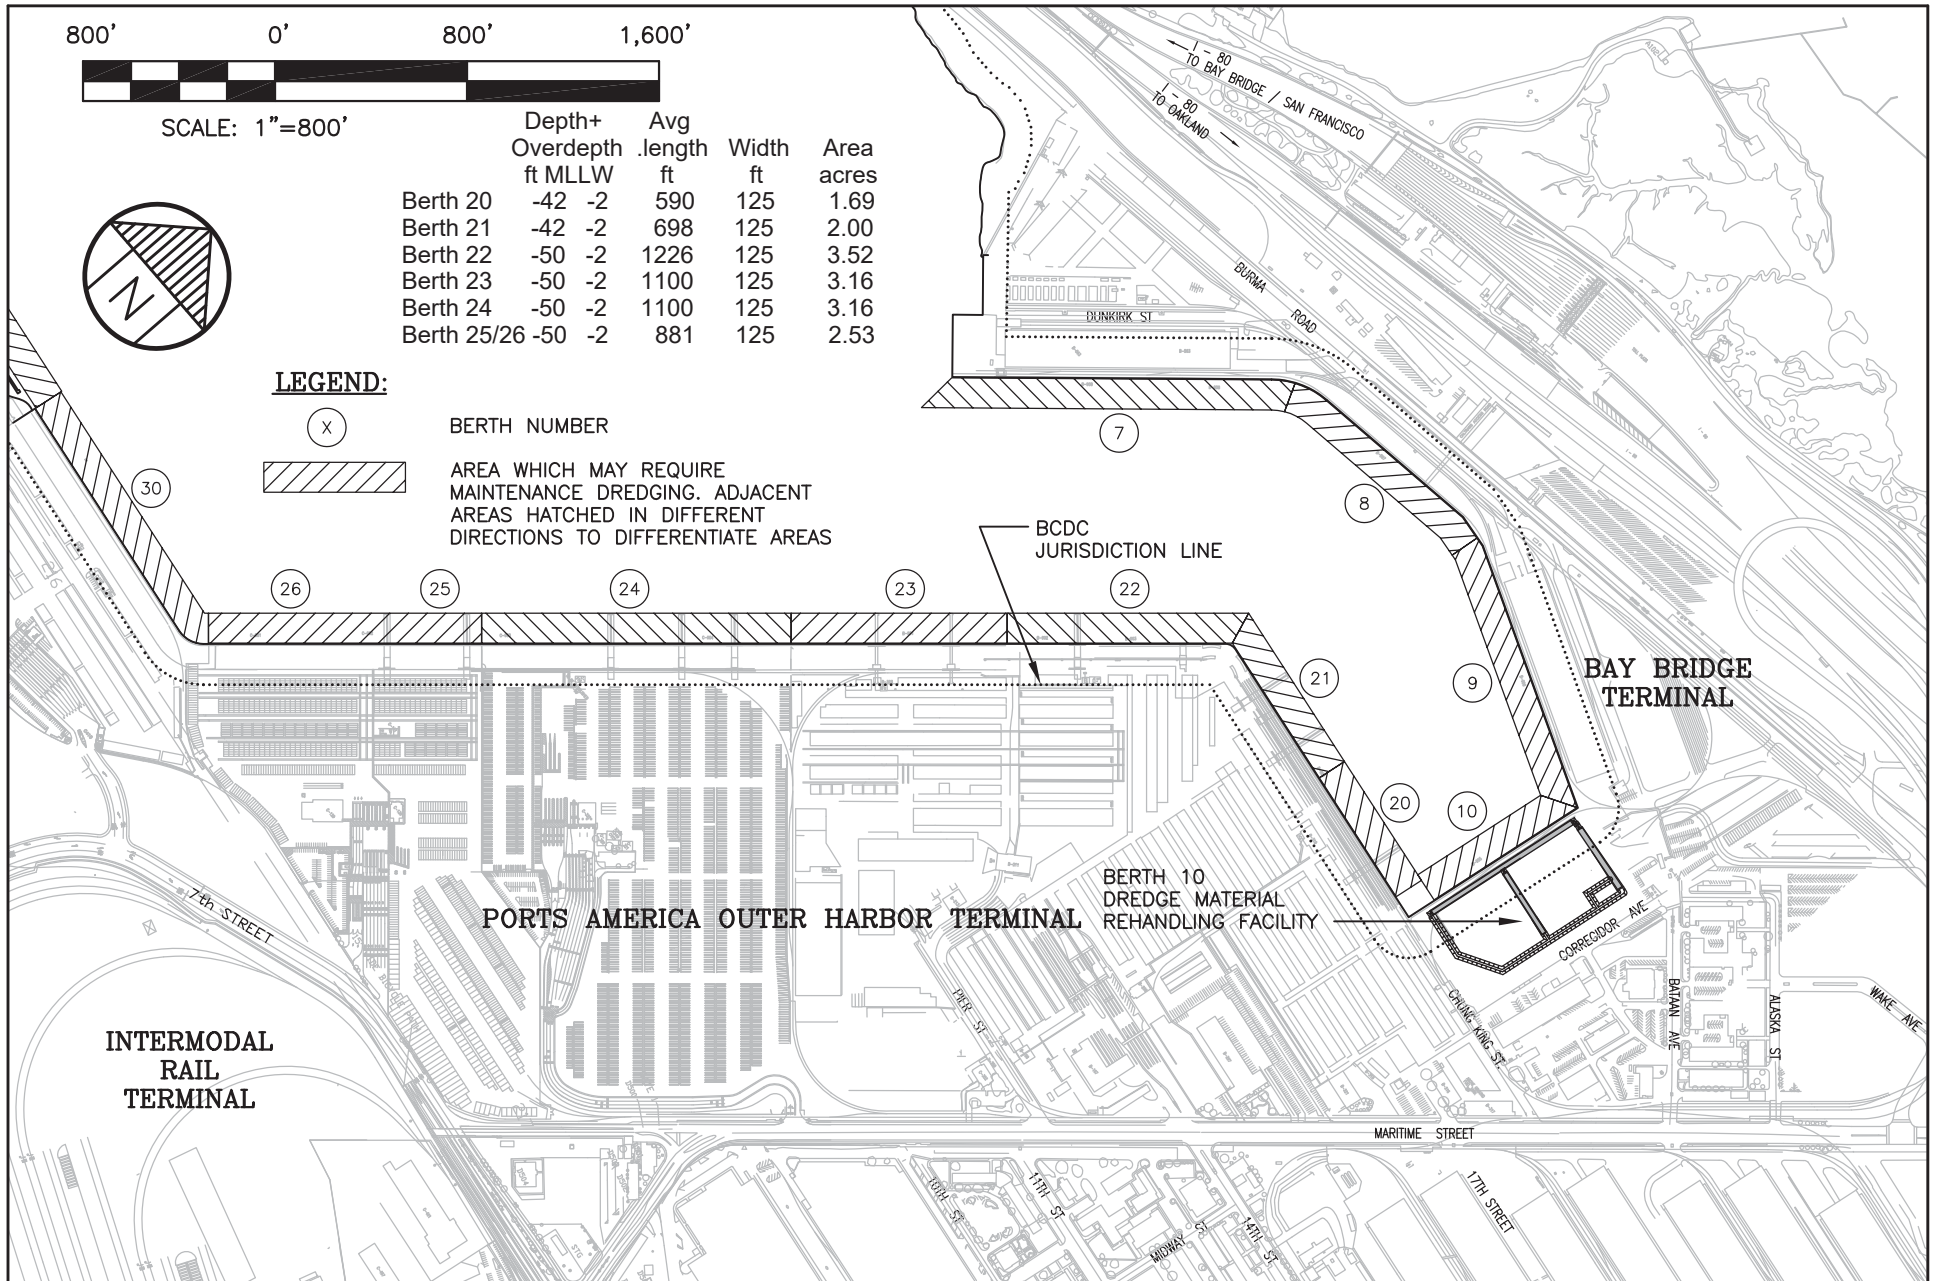 800' 0' 800' 1,600'
SCALE: 1"=800'
Depth+ Avg
Overdepth .length Width Area
ft MLLW ft ft acres
Berth 20 -42 -2 590 125 1.69
Berth 21 -42 -2 698 125 2.00
Berth 22 -50 -2 1226 125 3.52
Berth 23 -50 -2 1100 125 3.16
Berth 24 -50 -2 1100 125 3.16
Berth 25/26 -50 -2 881 125 2.53
N
LEGEND:
X BERTH NUMBER
AREA WHICH MAY REQUIRE
MAINTENANCE DREDGING. ADJACENT
AREAS HATCHED IN DIFFERENT
DIRECTIONS TO DIFFERENTIATE AREAS
I - 80
TO BAY BRIDGE / SAN FRANCISCO
I - 80
TO OAKLAND
BURMA
ROAD
DUNKIRK ST
7
8
30
BCDC
JURISDICTION LINE
26
25
24
23
22
21
9
BAY BRIDGE
TERMINAL
20
10
BERTH 10
DREDGE MATERIAL
REHANDLING FACILITY
PORTS AMERICA OUTER HARBOR TERMINAL
7th STREET
CORREGIDOR AVE
PIER ST
CHUNG KING ST.
BATAAN AVE
ALASKA ST
WAKE AVE
INTERMODAL
RAIL
TERMINAL
MARITIME STREET
10TH ST
11TH ST
MIDWAY
14TH ST
17TH STREET